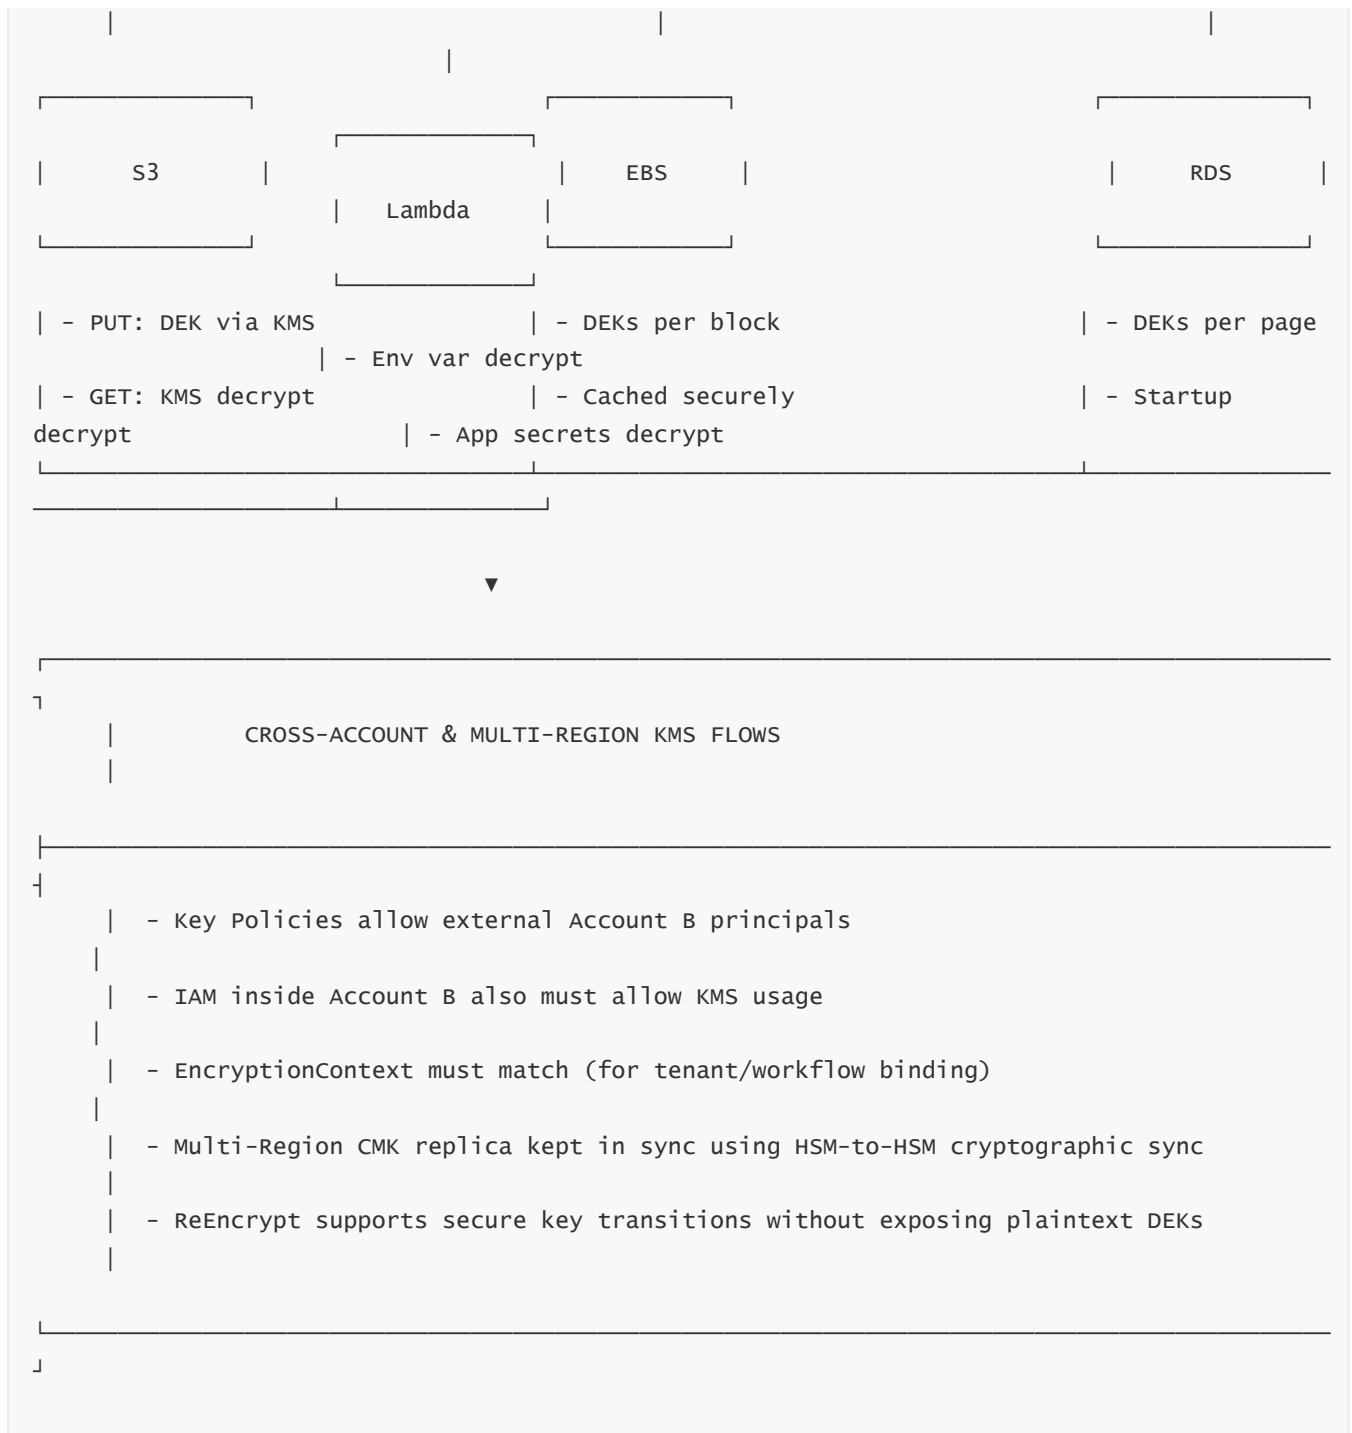 │ │ │
│
┌──────────────┐ ┌────────────┐ ┌──────────────┐
┌─────────────┐
│ S3 │ │ EBS │ │ RDS │
│ Lambda │
└──────────────┘ └────────────┘ └──────────────┘
└─────────────┘
│ - PUT: DEK via KMS │ - DEKs per block │ - DEKs per page
│ - Env var decrypt
│ - GET: KMS decrypt │ - Cached securely │ - Startup
decrypt │ - App secrets decrypt
└─────────────────────────────────┴─────────────────────────────────────┴─────────────────
────────────────────┴──────────────┘
▼
┌───────────────────────────────────────────────────────────────────────────────────────
┐
│ CROSS-ACCOUNT & MULTI-REGION KMS FLOWS
│
├───────────────────────────────────────────────────────────────────────────────────────
┤
│ - Key Policies allow external Account B principals
│
│ - IAM inside Account B also must allow KMS usage
│
│ - EncryptionContext must match (for tenant/workflow binding)
│
│ - Multi-Region CMK replica kept in sync using HSM-to-HSM cryptographic sync
│
│ - ReEncrypt supports secure key transitions without exposing plaintext DEKs
│
└───────────────────────────────────────────────────────────────────────────────────────
┘